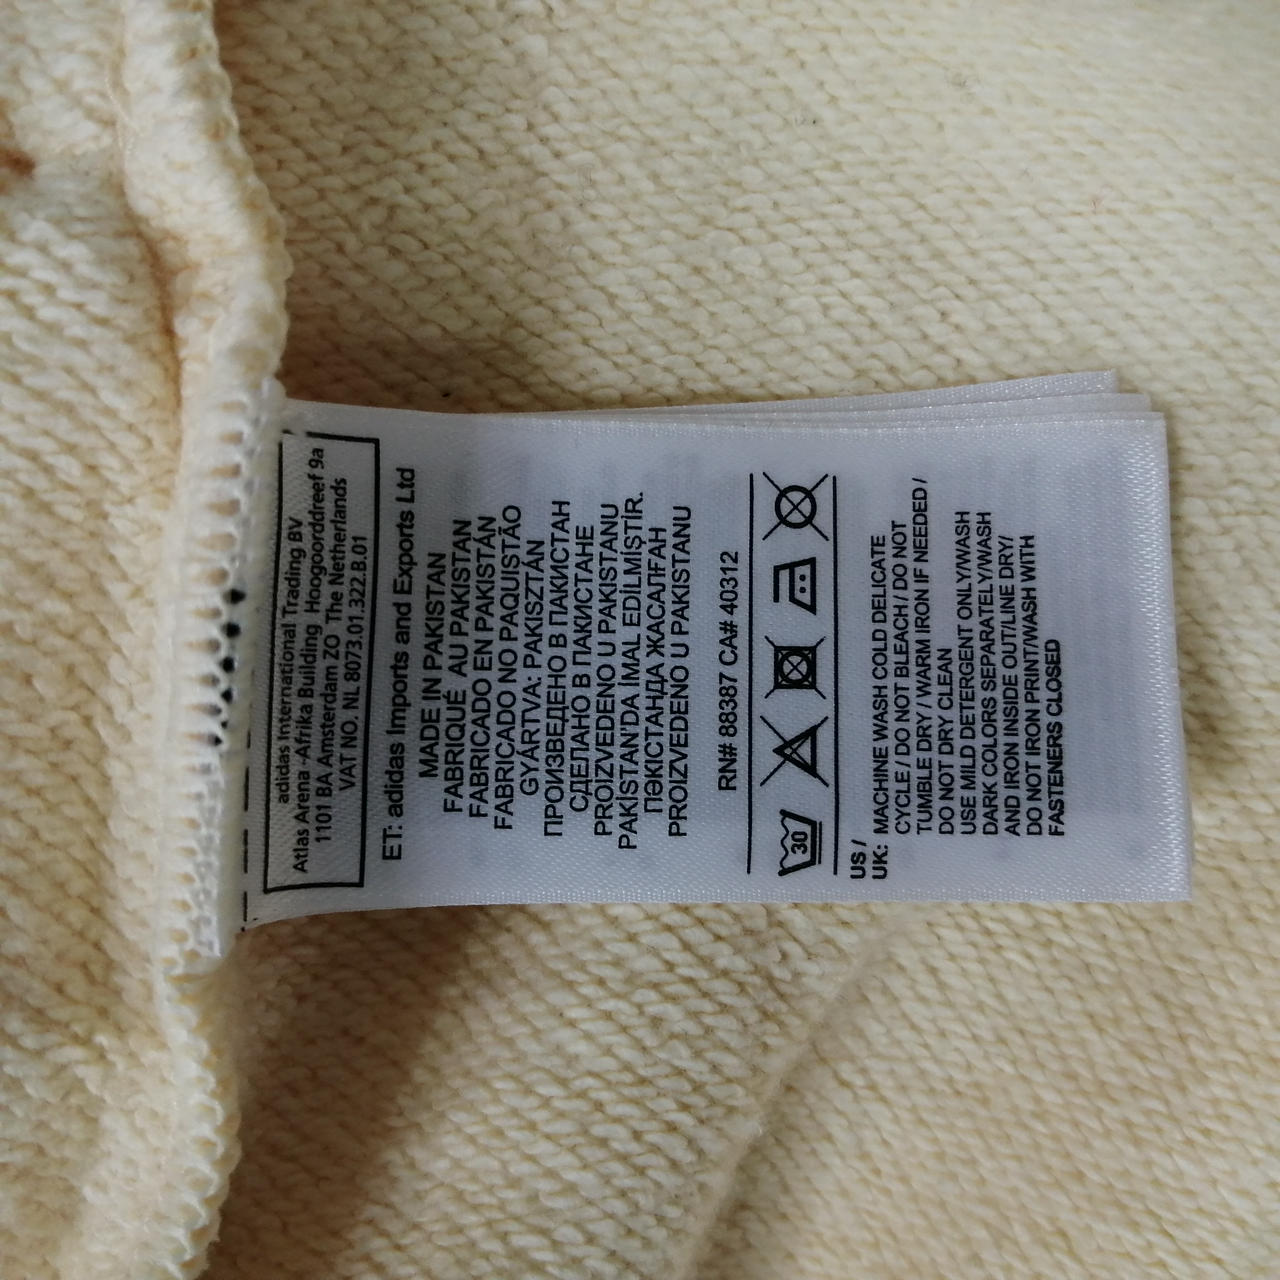 adidas International Trading BV
Atlas Arena -Afrika Building Hoogoorddreef 9a
1101 BA Amsterdam ZO The Netherlands
VAT NO. NL 8073.01.322.B.01
ET: adidas Imports and Exports Ltd
MADE IN PAKISTAN
FABRIQUÉ AU PAKISTAN
FABRICADO EN PAKISTÁN
FABRICADO NO PAQUISTÃO
GYÁRTVA: PAKISZTÁN
ПРОИЗВЕДЕНО В ПАКИСТАН
СДЕЛАНО В ПАКИСТАНЕ
PROIZVEDENO U PAKISTANU
PAKİSTAN'DA İMAL EDİLMİŞTİR.
ПӘКІСТАНДА ЖАСАЛҒАН
PROIZVEDENO U PAKISTANU
RN# 88387 CA# 40312
30
US /
UK: MACHINE WASH COLD DELICATE
CYCLE / DO NOT BLEACH / DO NOT
TUMBLE DRY / WARM IRON IF NEEDED /
DO NOT DRY CLEAN
USE MILD DETERGENT ONLY/WASH
DARK COLORS SEPARATELY/WASH
AND IRON INSIDE OUT/LINE DRY/
DO NOT IRON PRINT/WASH WITH
FASTENERS CLOSED